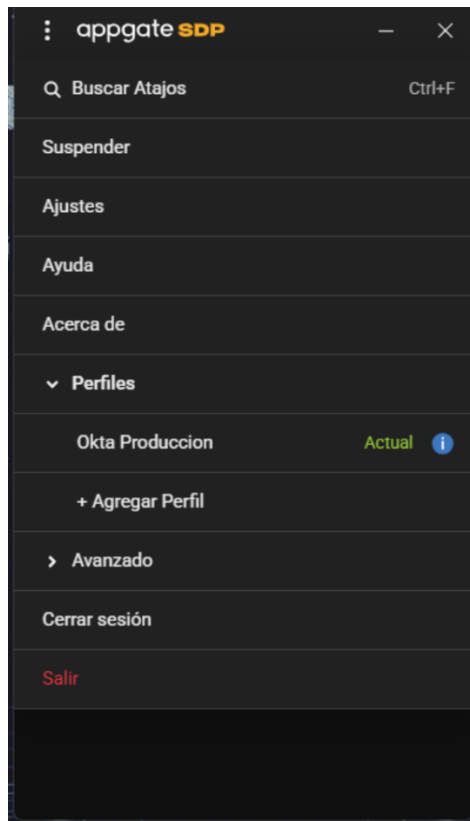 appgate SDP
Buscar Atajos Ctrl+F
Suspender
Ajustes
Ayuda
Acerca de
Perfiles
Okta Produccion Actual i
+ Agregar Perfil
Avanzado
Cerrar sesión
Salir